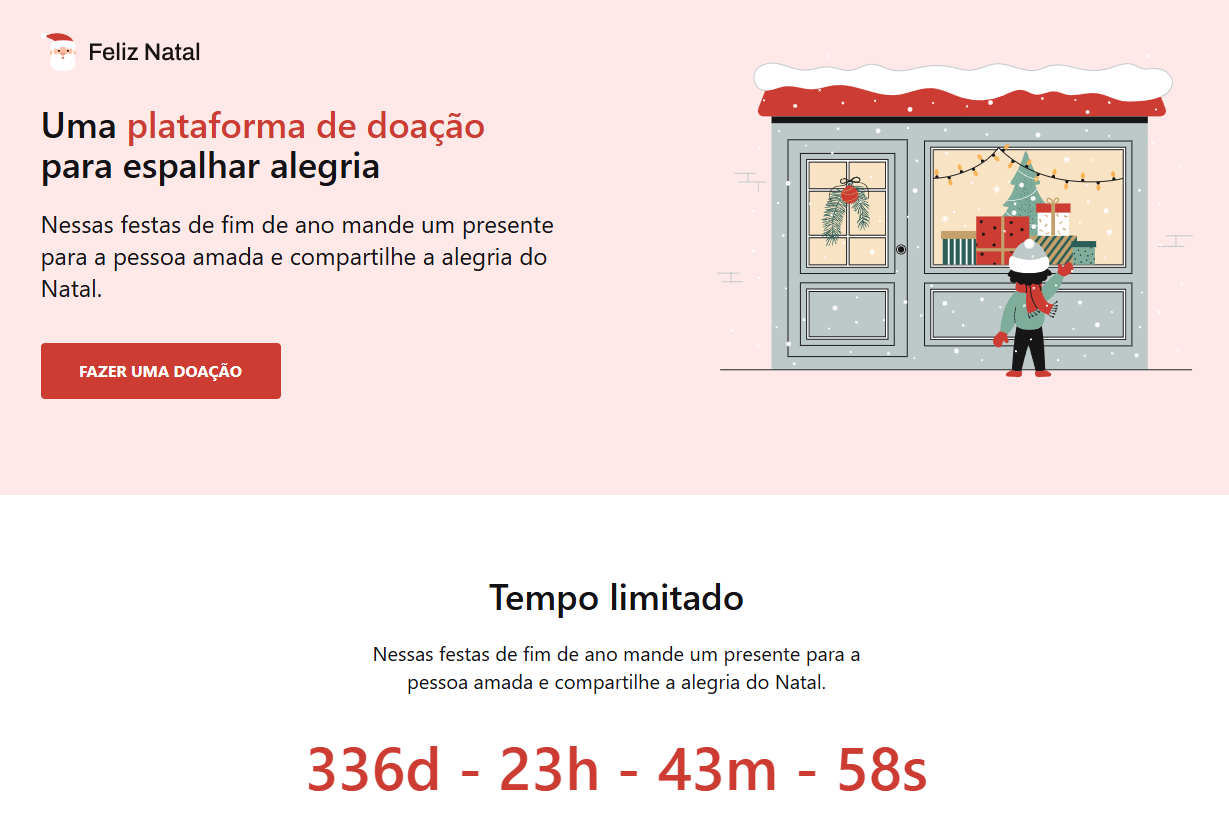 Feliz Natal
Uma plataforma de doação
para espalhar alegria
Nessas festas de fim de ano mande um presente
para a pessoa amada e compartilhe a alegria do
Natal.
FAZER UMA DOAÇÃO
Tempo limitado
Nessas festas de fim de ano mande um presente para a
pessoa amada e compartilhe a alegria do Natal.
336d - 23h - 43m - 58s